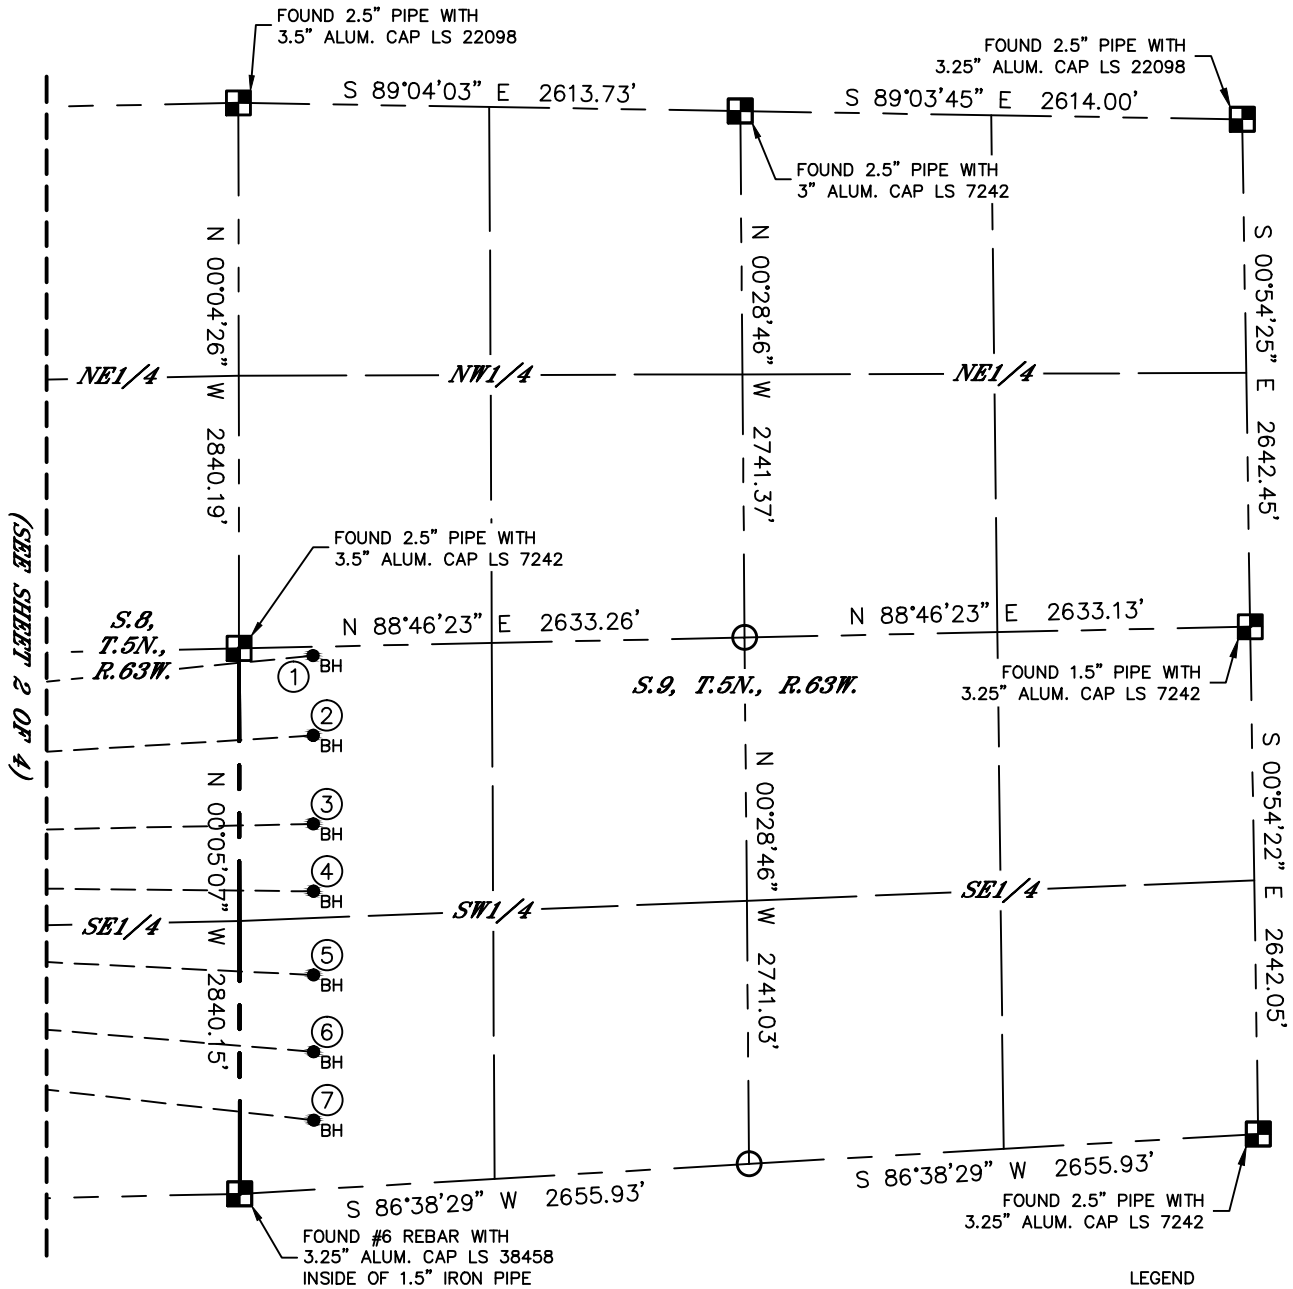 FOUND 2.5" PIPE WITH
3.5" ALUM. CAP LS 22098
FOUND 2.5" PIPE WITH
3.25" ALUM. CAP LS 22098
S 89°04'03" E 2613.73'
S 89°03'45" E 2614.00'
FOUND 2.5" PIPE WITH
3" ALUM. CAP LS 7242
N 00°04'26" W 2840.19'
N 00°28'46" W 2741.37'
S 00°54'25" E 2642.45'
NE1/4
NW1/4
NE1/4
(SEE SHEET 2 OF 4)
FOUND 2.5" PIPE WITH
3.5" ALUM. CAP LS 7242
S.8,
T.5N.,
R.63W.
N 88°46'23" E 2633.26'
N 88°46'23" E 2633.13'
S.9, T.5N., R.63W.
FOUND 1.5" PIPE WITH
3.25" ALUM. CAP LS 7242
1
BH
2
BH
3
BH
4
BH
5
BH
6
BH
7
BH
N 00°05'07" W 2840.15'
N 00°28'46" W 2741.03'
S 00°54'22" E 2642.05'
SE1/4
SW1/4
SE1/4
S 86°38'29" W 2655.93'
S 86°38'29" W 2655.93'
FOUND #6 REBAR WITH
3.25" ALUM. CAP LS 38458
INSIDE OF 1.5" IRON PIPE
FOUND 2.5" PIPE WITH
3.25" ALUM. CAP LS 7242
LEGEND